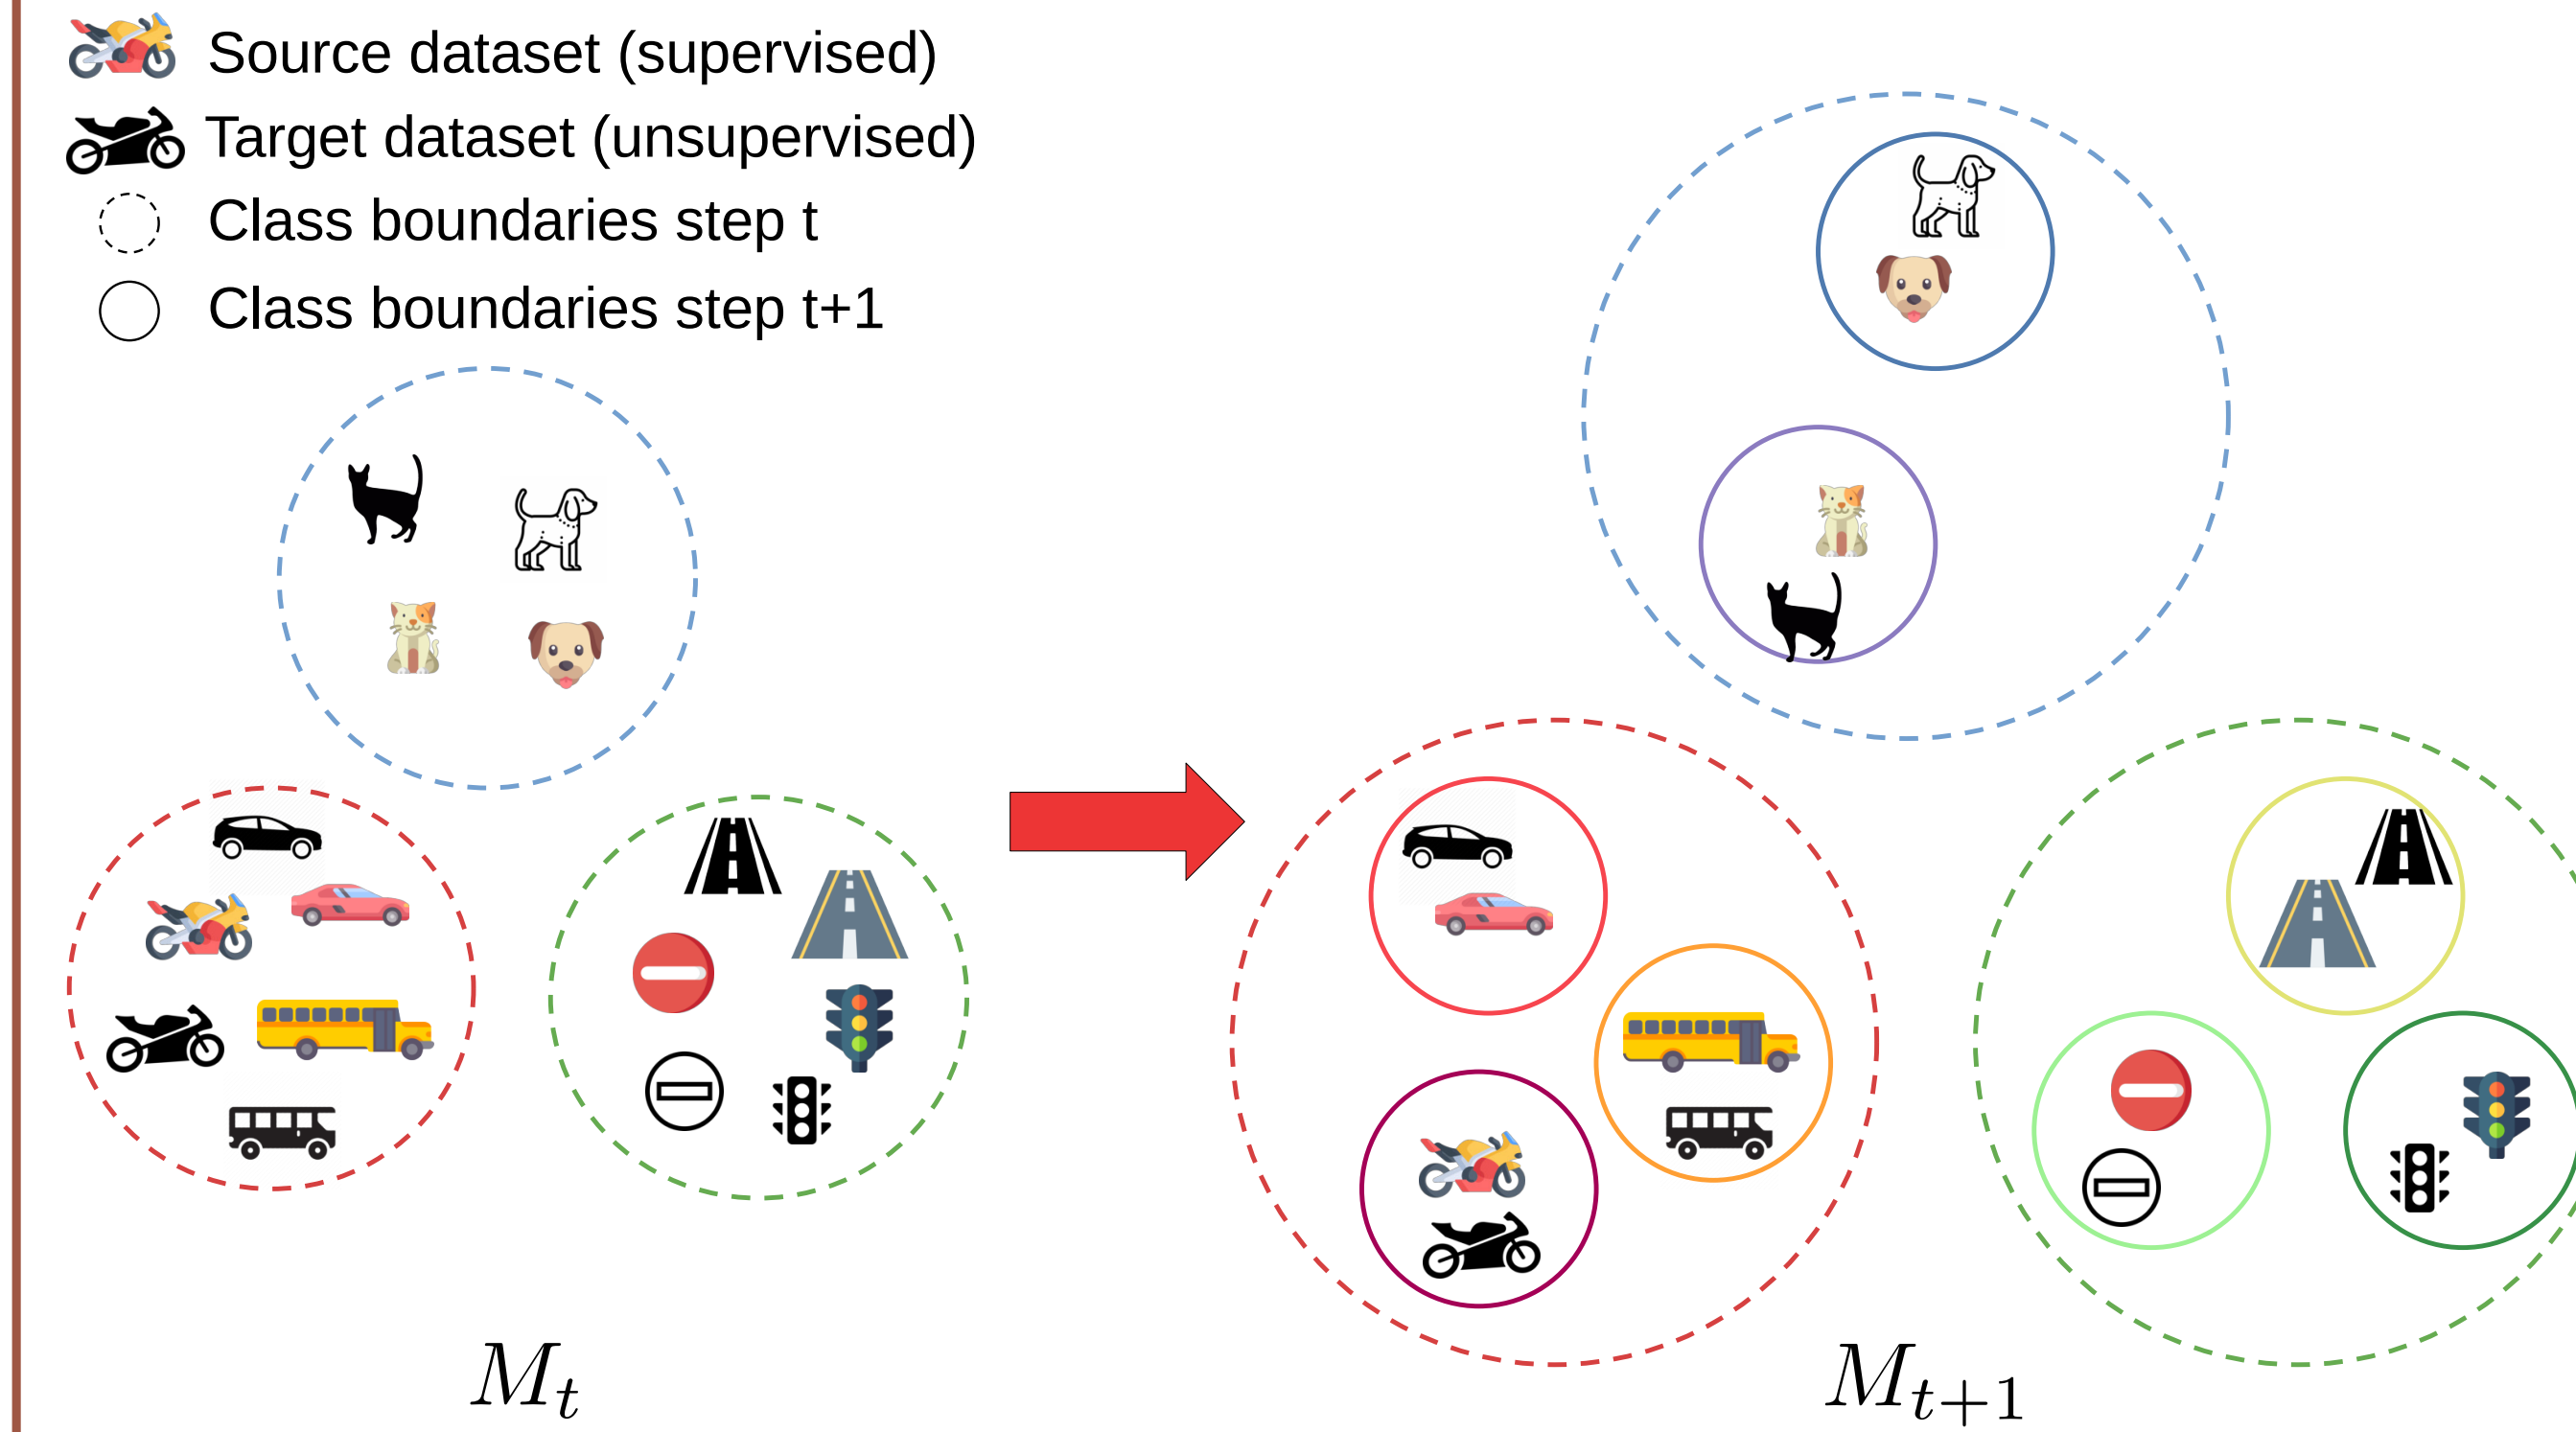 Source dataset (supervised)
Target dataset (unsupervised)
Class boundaries step t
Class boundaries step t+1
M_t
M_{t+1}